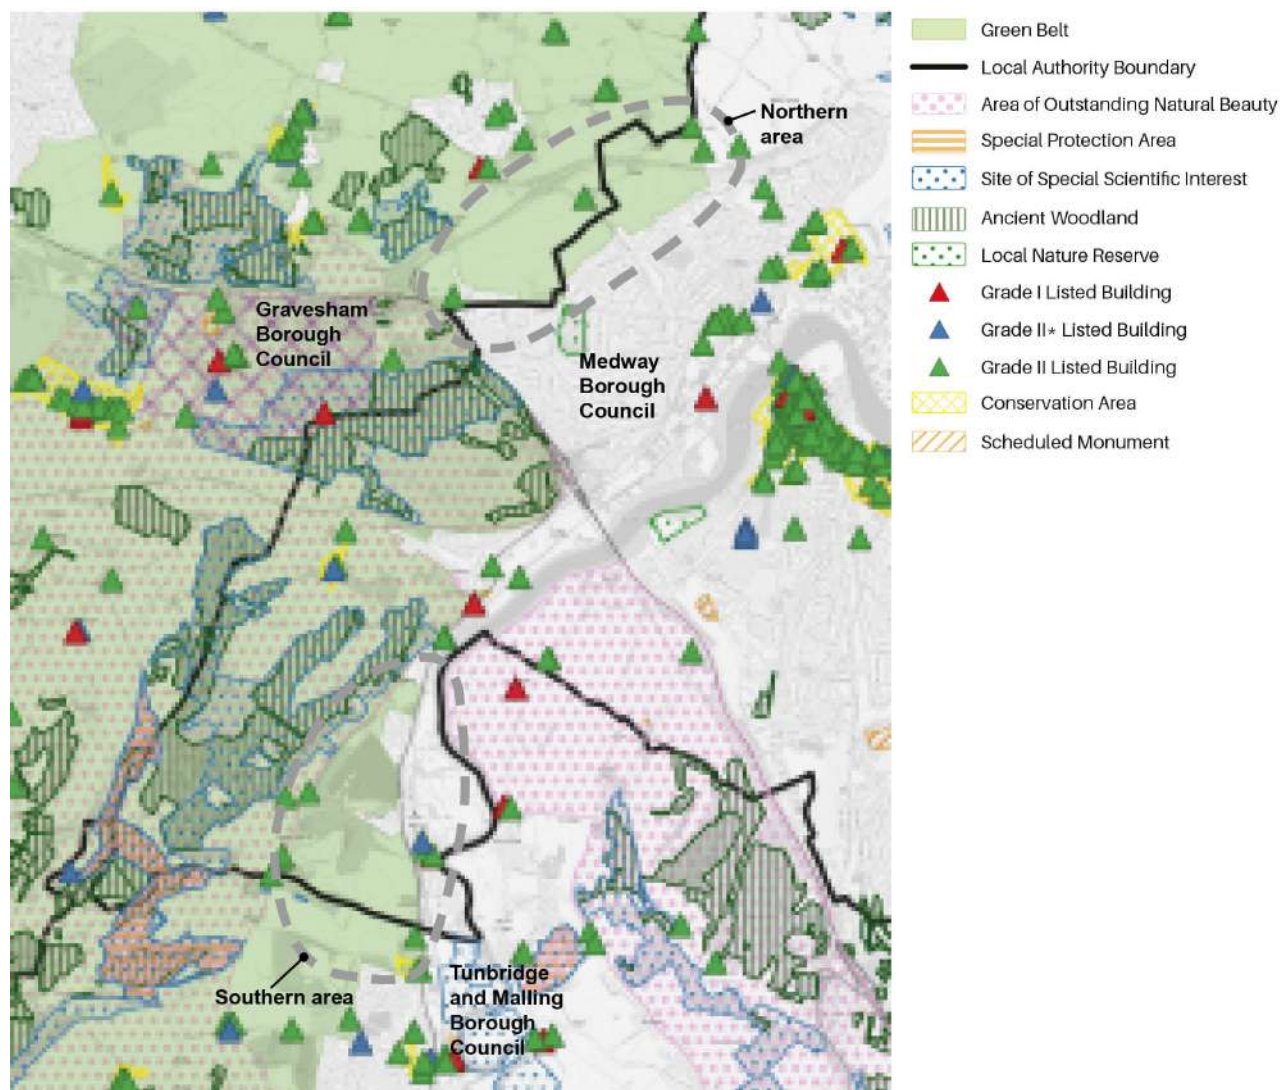 Northern
area
Gravesham
Borough
Council
Medway
Borough
Council
Southern area
Tunbridge
and Malling
Borough
Council
Green Belt
Local Authority Boundary
Area of Outstanding Natural Beauty
Special Protection Area
Site of Special Scientific Interest
Ancient Woodland
Local Nature Reserve
Grade I Listed Building
Grade II* Listed Building
Grade II Listed Building
Conservation Area
Scheduled Monument